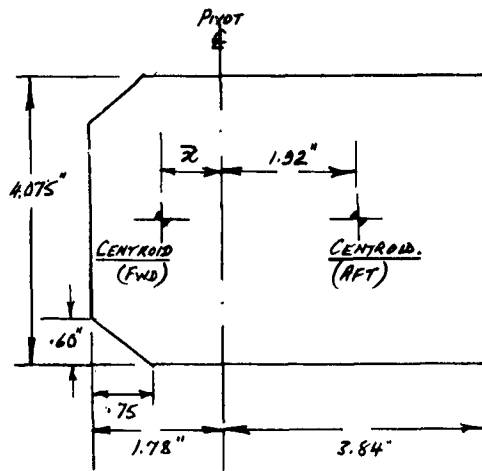 PIVOT
℄
4.075"
x̄
1.92"
CENTROID
(FWD)
CENTROID.
(AFT)
.60"
.75
1.78"
3.84"